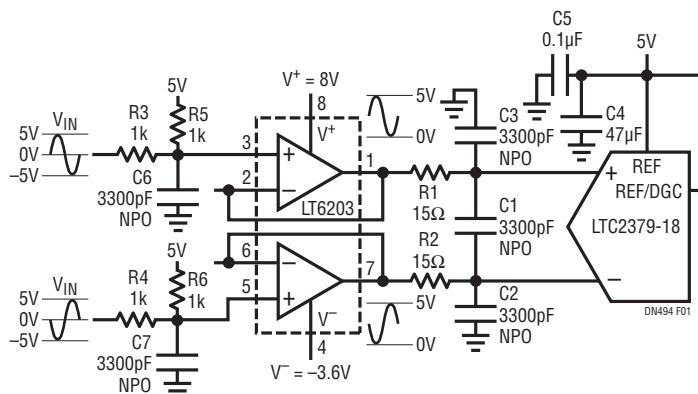 C5
0.1µF
5V
V+ = 8V
5V
0V
C3
3300pF
NPO
C4
47µF
8
V+
5V
VIN
5V
0V
–5V
R3
1k
R5
1k
C6
3300pF
NPO
3
+
2
–
1
LT6203
R1
15Ω
C1
3300pF
NPO
+
REF
REF/DGC
LTC2379-18
–
5V
VIN
5V
0V
–5V
R4
1k
R6
1k
C7
3300pF
NPO
6
–
5
+
7
R2
15Ω
V–
4
V– = –3.6V
5V
0V
C2
3300pF
NPO
DN494 F01